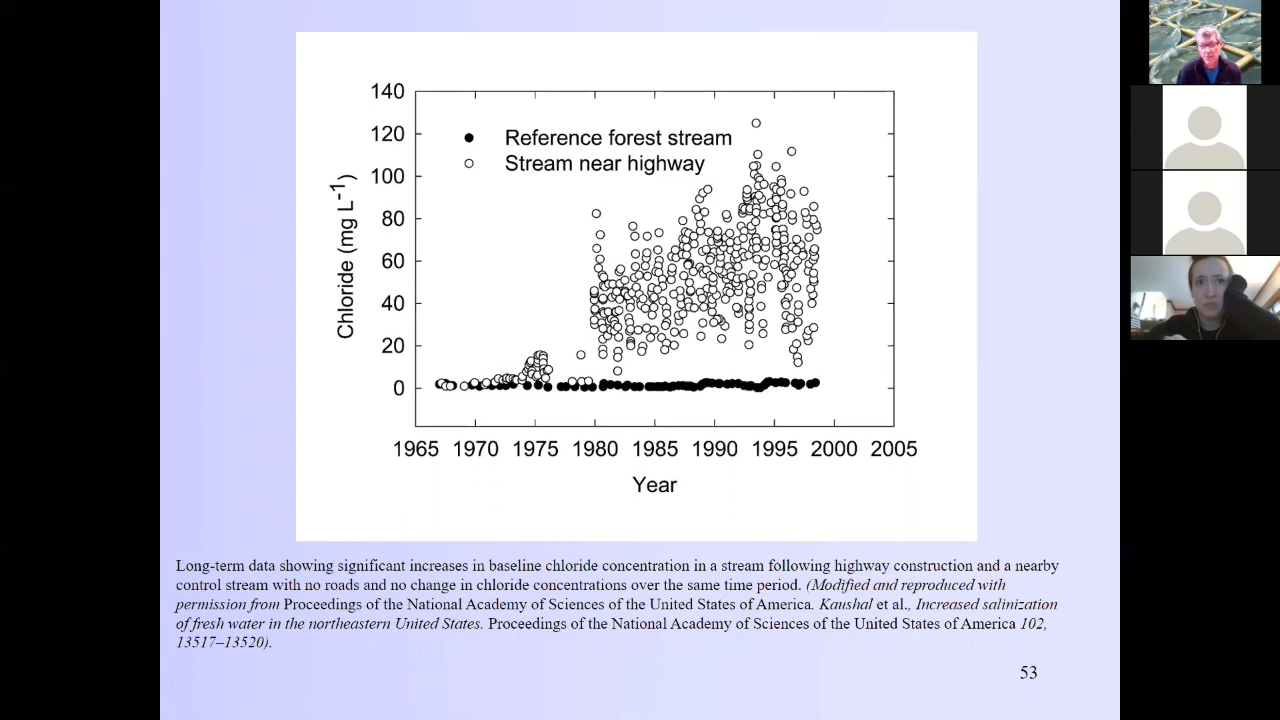 140
120
100
80
60
40
20
0
Chloride (mg L-1)
Reference forest stream
Stream near highway
1965 1970 1975 1980 1985 1990 1995 2000 2005
Year
Long-term data showing significant increases in baseline chloride concentration in a stream following highway construction and a nearby
control stream with no roads and no change in chloride concentrations over the same time period. (Modified and reproduced with
permission from Proceedings of the National Academy of Sciences of the United States of America. Kaushal et al., Increased salinization
of fresh water in the northeastern United States. Proceedings of the National Academy of Sciences of the United States of America 102,
13517–13520).
53